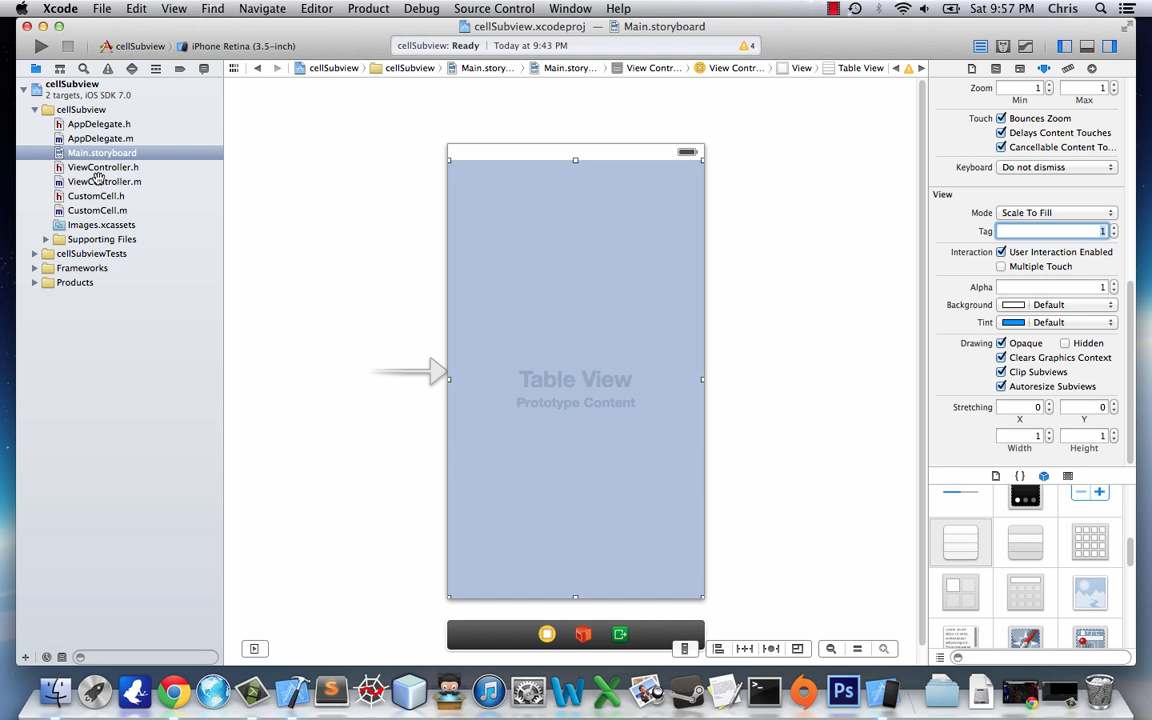 Xcode File Edit View Find Navigate Editor Product Debug Source Control Window Help Sat 9:57 PM Chris
cellSubview.xcodeproj Main.storyboard
cellSubview iPhone Retina (3.5-inch) cellSubview: Ready Today at 9:43 PM 4
cellSubview cellSubview Main.story... Main.story... View Contr... View Contr... View Table View
cellSubview
2 targets, iOS SDK 7.0
cellSubview
AppDelegate.h
AppDelegate.m
Main.storyboard
ViewController.h
ViewController.m
CustomCell.h
CustomCell.m
Images.xcassets
Supporting Files
cellSubviewTests
Frameworks
Products
Table View
Prototype Content
Zoom 1 1
Min Max
Touch Bounces Zoom
Delays Content Touches
Cancellable Content To...
Keyboard Do not dismiss
View
Mode Scale To Fill
Tag 1
Interaction User Interaction Enabled
Multiple Touch
Alpha 1
Background Default
Tint Default
Drawing Opaque Hidden
Clears Graphics Context
Clip Subviews
Autoresize Subviews
Stretching 0 0
X Y
1 1
Width Height
Ps